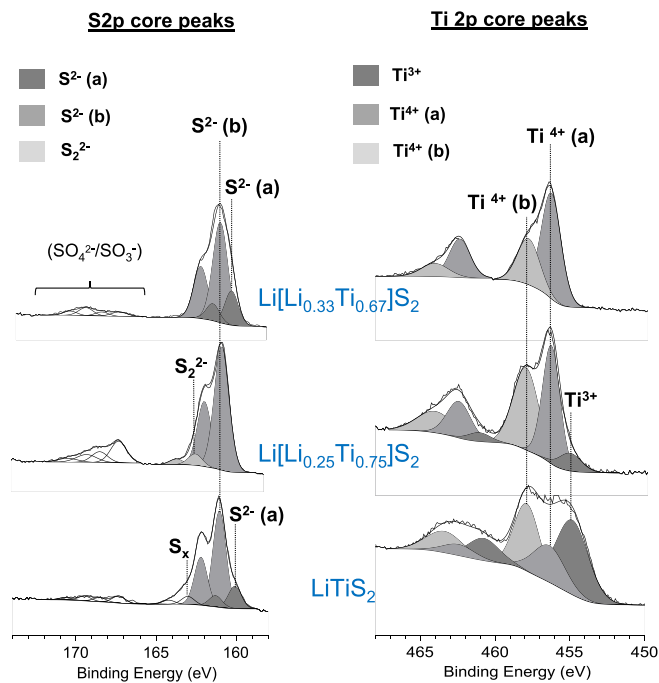 S2p core peaks
Ti 2p core peaks
S2- (a)
S2- (b)
S22-
Ti3+
Ti4+ (a)
Ti4+ (b)
S2- (b)
S2- (a)
Ti 4+ (a)
Ti 4+ (b)
(SO42-/SO3-)
Li[Li0.33Ti0.67]S2
S22-
Ti3+
Li[Li0.25Ti0.75]S2
Sx
S2- (a)
LiTiS2
170 165 160
465 460 455 450
Binding Energy (eV)
Binding Energy (eV)